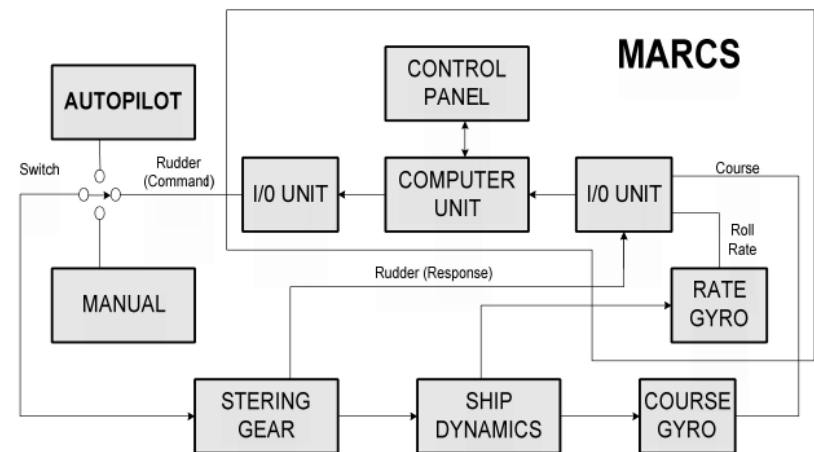 MARCS
CONTROL
PANEL
AUTOPILOT
Switch
Rudder
(Command)
I/0 UNIT
COMPUTER
UNIT
I/0 UNIT
Course
Roll
Rate
MANUAL
Rudder (Response)
RATE
GYRO
STERING
GEAR
SHIP
DYNAMICS
COURSE
GYRO